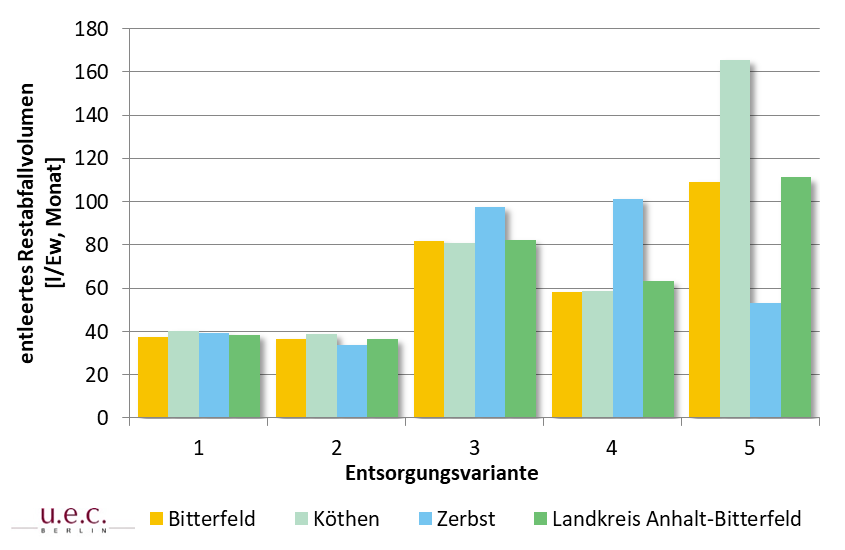 entleertes Restabfallvolumen
[l/Ew, Monat]
180
160
140
120
100
80
60
40
20
0
1 2 3 4 5
Entsorgungsvariante
u.e.c.
BERLIN
Bitterfeld Köthen Zerbst Landkreis Anhalt-Bitterfeld